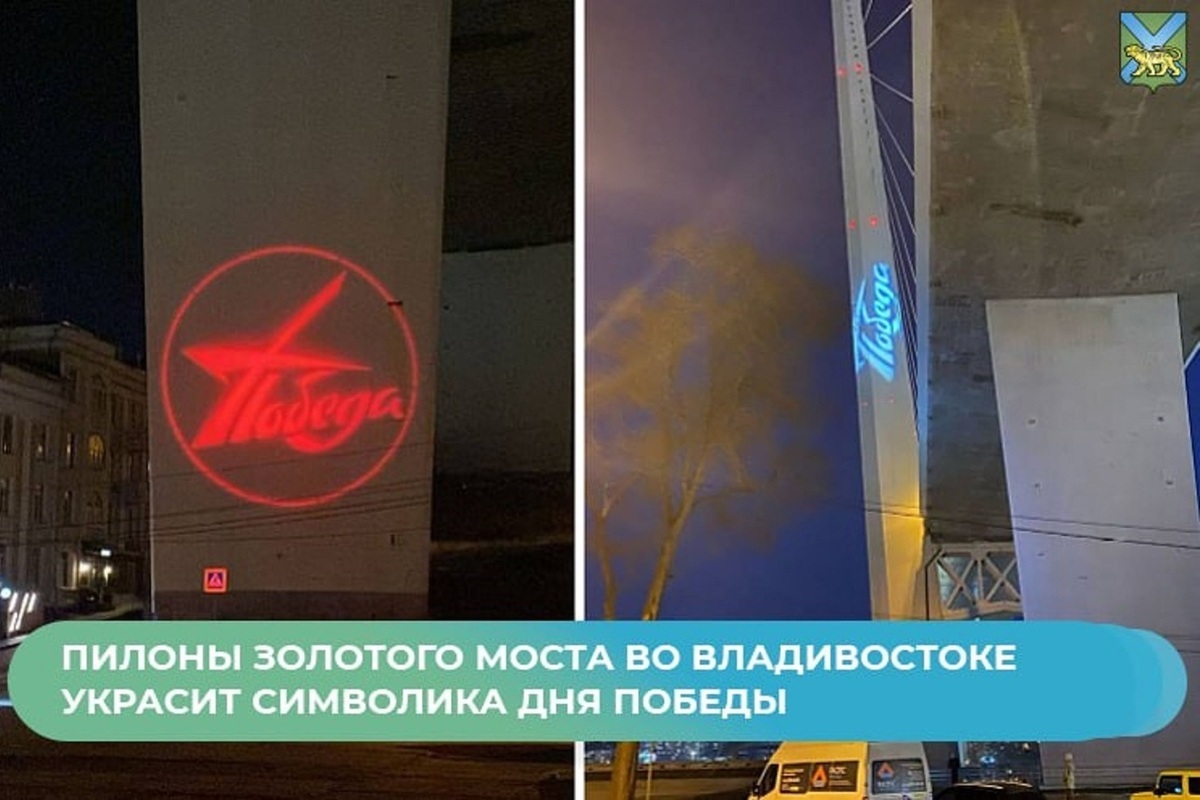 Победа
Победа
ПИЛОНЫ ЗОЛОТОГО МОСТА ВО ВЛАДИВОСТОКЕ
УКРАСИТ СИМВОЛИКА ДНЯ ПОБЕДЫ